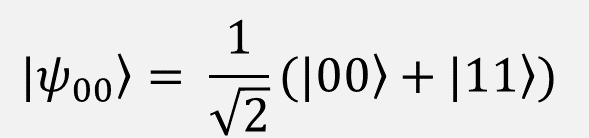 |ψ₀₀⟩ = 1/√2 (|00⟩ + |11⟩)